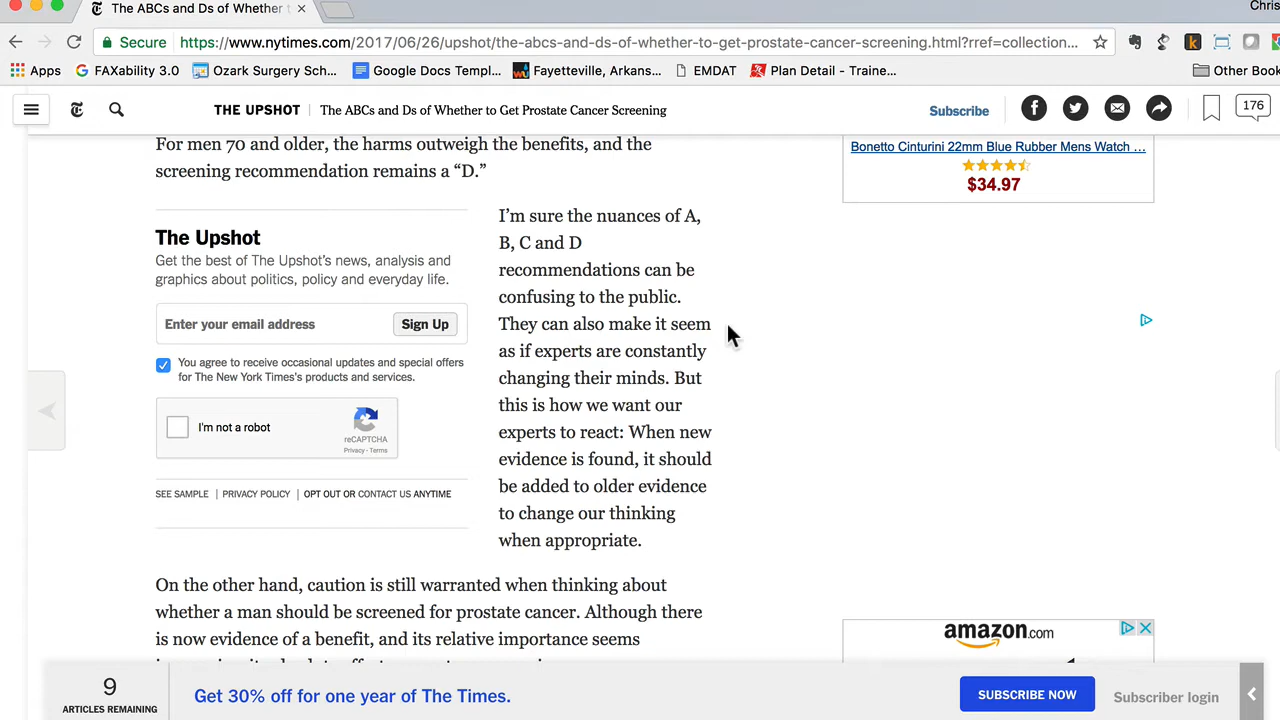 The ABCs and Ds of Whether t
Chris
Secure https://www.nytimes.com/2017/06/26/upshot/the-abcs-and-ds-of-whether-to-get-prostate-cancer-screening.html?rref=collection...
Apps FAXability 3.0 Ozark Surgery Sch... Google Docs Templ... Fayetteville, Arkans... EMDAT Plan Detail - Traine... Other Book
THE UPSHOT | The ABCs and Ds of Whether to Get Prostate Cancer Screening Subscribe 176
For men 70 and older, the harms outweigh the benefits, and the
screening recommendation remains a “D.”
Bonetto Cinturini 22mm Blue Rubber Mens Watch ...
$34.97
The Upshot
Get the best of The Upshot’s news, analysis and
graphics about politics, policy and everyday life.
Enter your email address Sign Up
You agree to receive occasional updates and special offers
for The New York Times's products and services.
I'm not a robot
reCAPTCHA
Privacy - Terms
SEE SAMPLE | PRIVACY POLICY | OPT OUT OR CONTACT US ANYTIME
I’m sure the nuances of A,
B, C and D
recommendations can be
confusing to the public.
They can also make it seem
as if experts are constantly
changing their minds. But
this is how we want our
experts to react: When new
evidence is found, it should
be added to older evidence
to change our thinking
when appropriate.
On the other hand, caution is still warranted when thinking about
whether a man should be screened for prostate cancer. Although there
is now evidence of a benefit, and its relative importance seems
amazon.com
9
ARTICLES REMAINING
Get 30% off for one year of The Times.
SUBSCRIBE NOW
Subscriber login